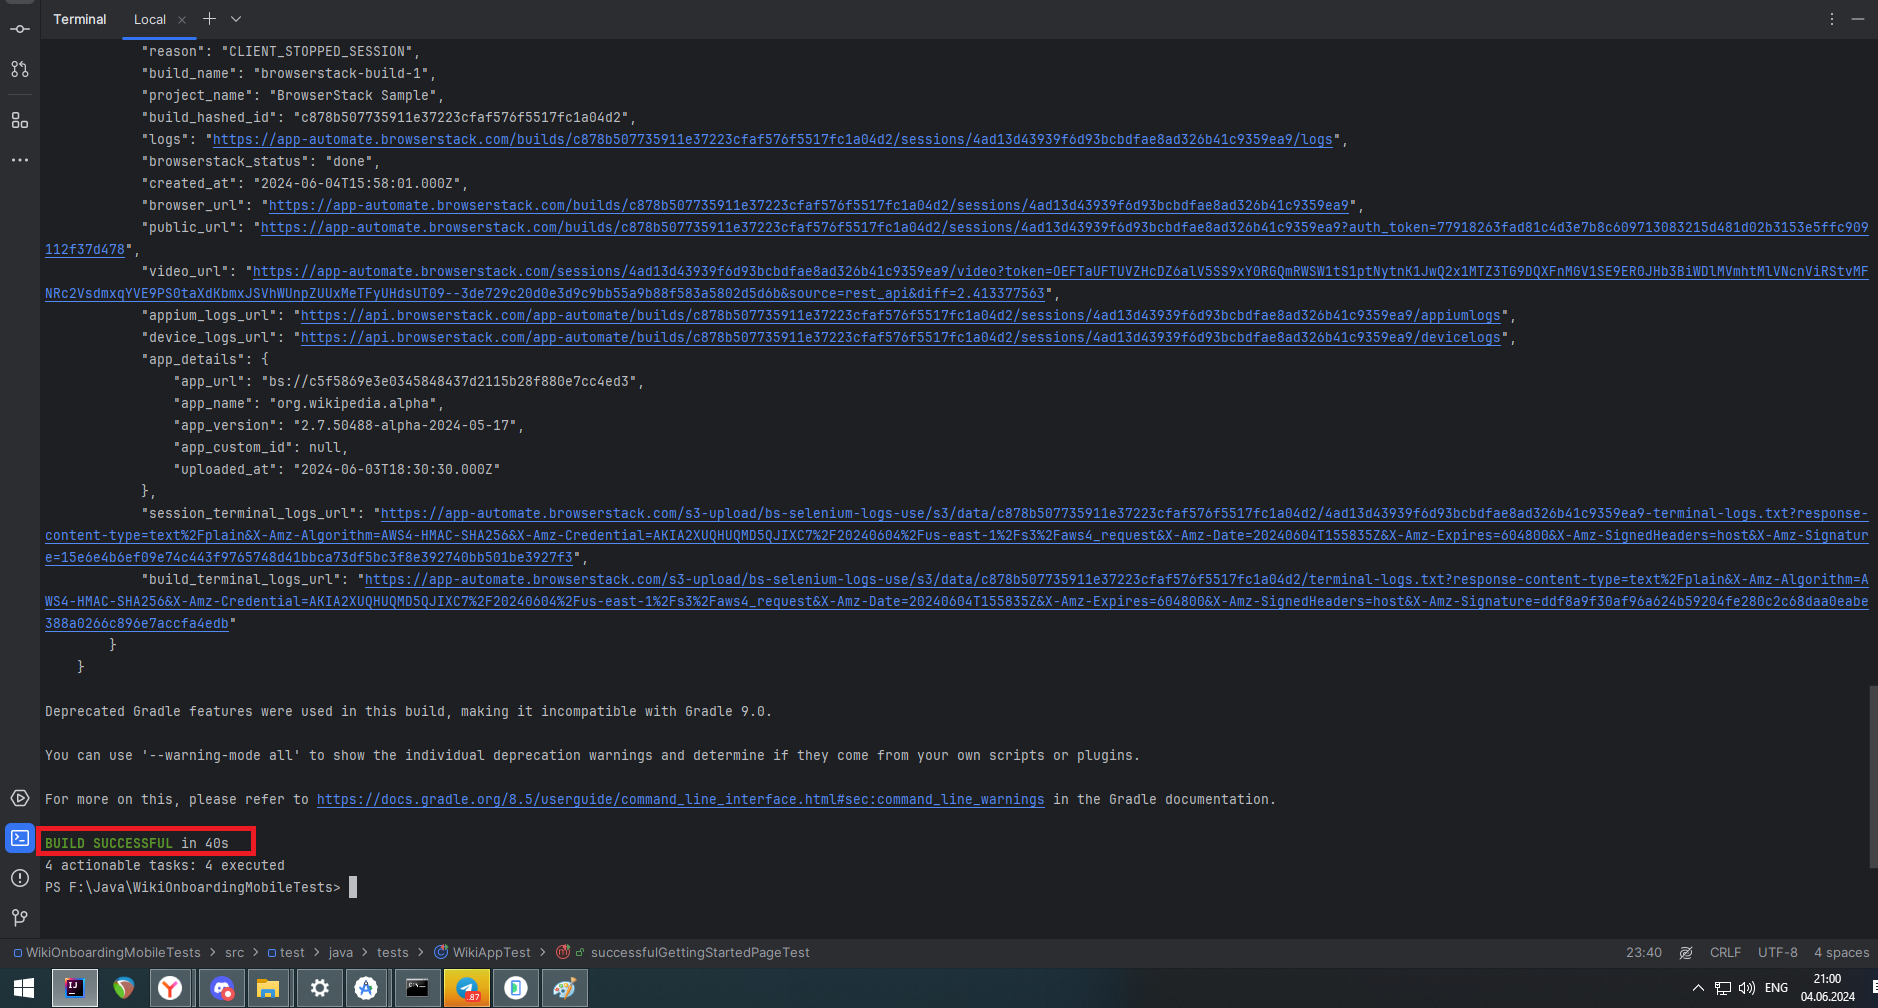 Terminal
Local
"reason": "CLIENT_STOPPED_SESSION",
"build_name": "browserstack-build-1",
"project_name": "BrowserStack Sample",
"build_hashed_id": "c878b507735911e37223cfaf576f5517fc1a04d2",
"logs": "https://app-automate.browserstack.com/builds/c878b507735911e37223cfaf576f5517fc1a04d2/sessions/4ad13d43939f6d93bcbdfae8ad326b41c9359ea9/logs",
"browserstack_status": "done",
"created_at": "2024-06-04T15:58:01.000Z",
"browser_url": "https://app-automate.browserstack.com/builds/c878b507735911e37223cfaf576f5517fc1a04d2/sessions/4ad13d43939f6d93bcbdfae8ad326b41c9359ea9",
"public_url": "https://app-automate.browserstack.com/builds/c878b507735911e37223cfaf576f5517fc1a04d2/sessions/4ad13d43939f6d93bcbdfae8ad326b41c9359ea9?auth_token=77918263fad81c4d3e7b8c609713083215d481d02b3153e5ffc909
112f37d478",
"video_url": "https://app-automate.browserstack.com/sessions/4ad13d43939f6d93bcbdfae8ad326b41c9359ea9/video?token=OEFTaUFTUVZHcDZ6alV5SS9xY0RGQmRWSW1tS1ptNytnK1JwQ2x1MTZ3TG9DQXFnMGV1SE9ER0JHb3BiWDlMVmhtMlVNcnViRStvMF
NRc2VsdmxqYVE9PS0taXdKbmxJSVhWUnpZUUxMeTFyUHdsUT09--3de729c20d0e3d9c9bb55a9b88f583a5802d5d6b&source=rest_api&diff=2.413377563",
"appium_logs_url": "https://api.browserstack.com/app-automate/builds/c878b507735911e37223cfaf576f5517fc1a04d2/sessions/4ad13d43939f6d93bcbdfae8ad326b41c9359ea9/appiumlogs",
"device_logs_url": "https://api.browserstack.com/app-automate/builds/c878b507735911e37223cfaf576f5517fc1a04d2/sessions/4ad13d43939f6d93bcbdfae8ad326b41c9359ea9/devicelogs",
"app_details": {
"app_url": "bs://c5f5869e3e0345848437d2115b28f880e7cc4ed3",
"app_name": "org.wikipedia.alpha",
"app_version": "2.7.50488-alpha-2024-05-17",
"app_custom_id": null,
"uploaded_at": "2024-06-03T18:30:30.000Z"
},
"session_terminal_logs_url": "https://app-automate.browserstack.com/s3-upload/bs-selenium-logs-use/s3/data/c878b507735911e37223cfaf576f5517fc1a04d2/4ad13d43939f6d93bcbdfae8ad326b41c9359ea9-terminal-logs.txt?response-
content-type=text%2Fplain&X-Amz-Algorithm=AWS4-HMAC-SHA256&X-Amz-Credential=AKIA2XUQHUQMD5QJIXC7%2F20240604%2Fus-east-1%2Fs3%2Faws4_request&X-Amz-Date=20240604T155835Z&X-Amz-Expires=604800&X-Amz-SignedHeaders=host&X-Amz-Signatur
e=15e6e4b6ef09e74c443f9765748d41bbca73df5bc3f8e392740bb501be3927f3",
"build_terminal_logs_url": "https://app-automate.browserstack.com/s3-upload/bs-selenium-logs-use/s3/data/c878b507735911e37223cfaf576f5517fc1a04d2/terminal-logs.txt?response-content-type=text%2Fplain&X-Amz-Algorithm=A
WS4-HMAC-SHA256&X-Amz-Credential=AKIA2XUQHUQMD5QJIXC7%2F20240604%2Fus-east-1%2Fs3%2Faws4_request&X-Amz-Date=20240604T155835Z&X-Amz-Expires=604800&X-Amz-SignedHeaders=host&X-Amz-Signature=ddf8a9f30af96a624b59204fe280c2c68daa0eabe
388a0266c896e7accfa4edb"
}
}
Deprecated Gradle features were used in this build, making it incompatible with Gradle 9.0.
You can use '--warning-mode all' to show the individual deprecation warnings and determine if they come from your own scripts or plugins.
For more on this, please refer to https://docs.gradle.org/8.5/userguide/command_line_interface.html#sec:command_line_warnings in the Gradle documentation.
BUILD SUCCESSFUL in 40s
4 actionable tasks: 4 executed
PS F:\Java\WikiOnboardingMobileTests>
WikiOnboardingMobileTests > src > test > java > tests > WikiAppTest > successfulGettingStartedPageTest
23:40 CRLF UTF-8 4 spaces
87
ENG
21:00
04.06.2024